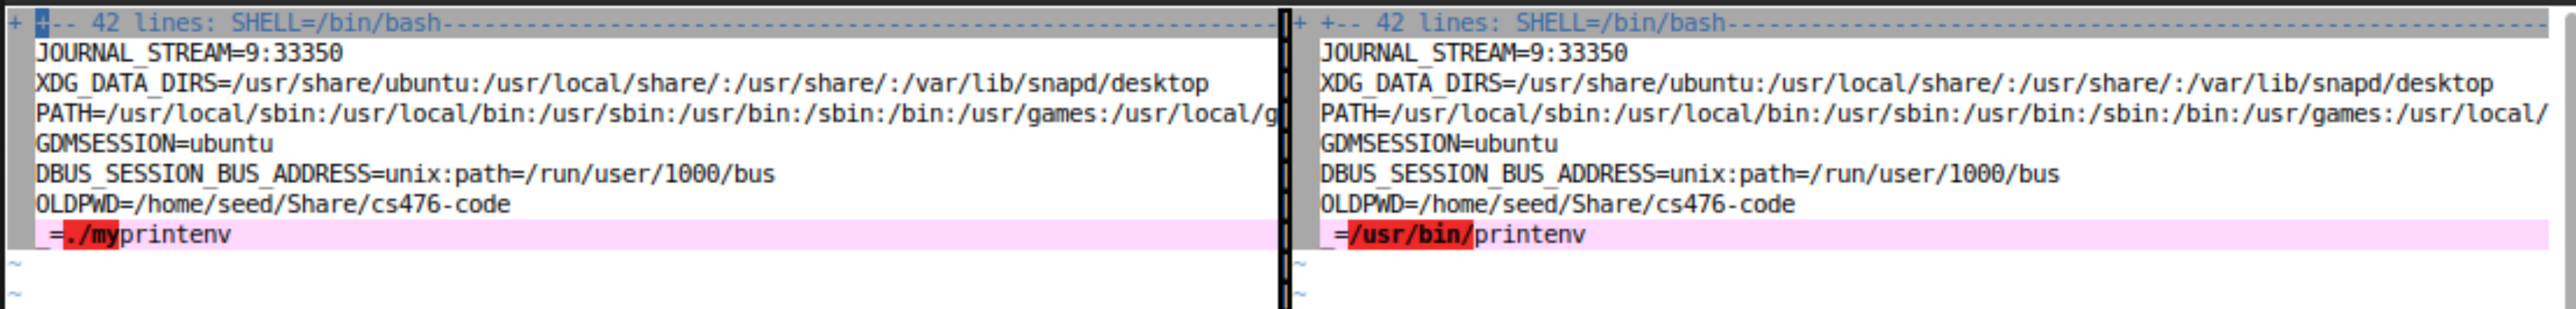 + +-- 42 lines: SHELL=/bin/bash--------------------------------------------------------------
JOURNAL_STREAM=9:33350
XDG_DATA_DIRS=/usr/share/ubuntu:/usr/local/share/:/usr/share/:/var/lib/snapd/desktop
PATH=/usr/local/sbin:/usr/local/bin:/usr/sbin:/usr/bin:/sbin:/bin:/usr/games:/usr/local/g
GDMSESSION=ubuntu
DBUS_SESSION_BUS_ADDRESS=unix:path=/run/user/1000/bus
OLDPWD=/home/seed/Share/cs476-code
_=./myprintenv
~
~
+ +-- 42 lines: SHELL=/bin/bash-----------------------------------------------------------
JOURNAL_STREAM=9:33350
XDG_DATA_DIRS=/usr/share/ubuntu:/usr/local/share/:/usr/share/:/var/lib/snapd/desktop
PATH=/usr/local/sbin:/usr/local/bin:/usr/sbin:/usr/bin:/sbin:/bin:/usr/games:/usr/local/
GDMSESSION=ubuntu
DBUS_SESSION_BUS_ADDRESS=unix:path=/run/user/1000/bus
OLDPWD=/home/seed/Share/cs476-code
_=/usr/bin/printenv
~
~